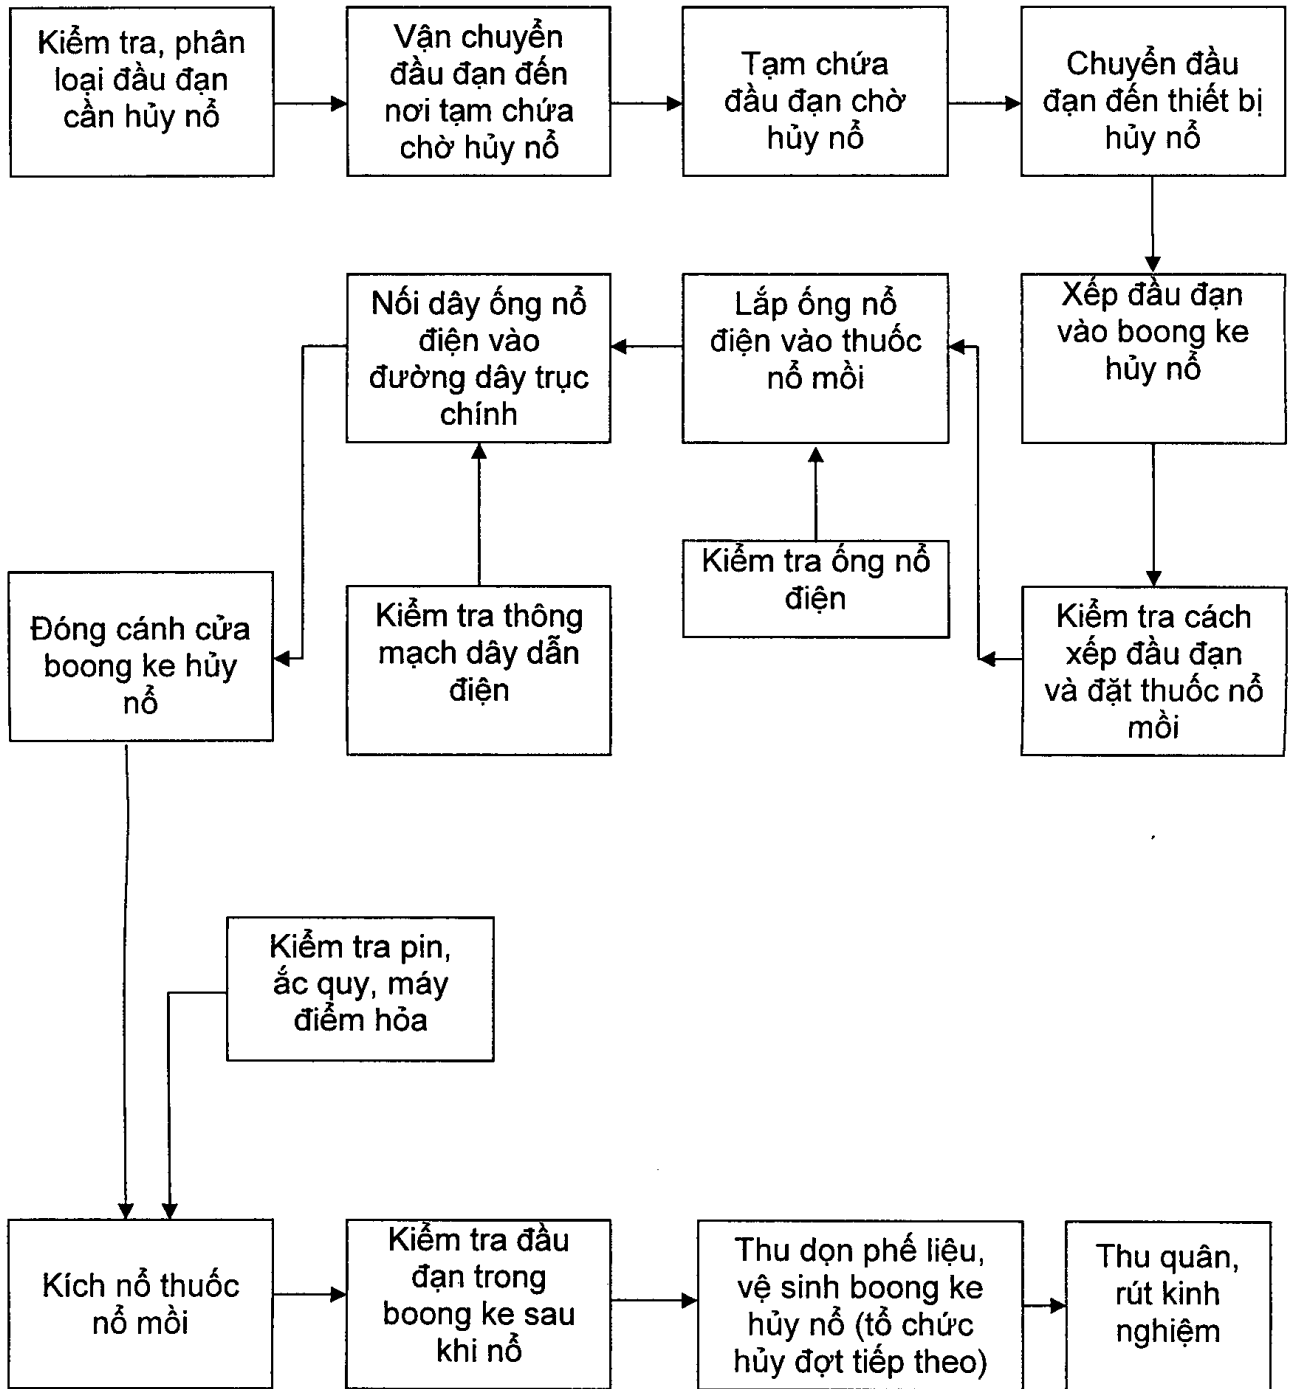 Kiểm tra, phân
loại đầu đạn
cần hủy nổ
Vận chuyển
đầu đạn đến
nơi tạm chứa
chờ hủy nổ
Tạm chứa
đầu đạn chờ
hủy nổ
Chuyển đầu
đạn đến thiết bị
hủy nổ
Xếp đầu đạn
vào boong ke
hủy nổ
Kiểm tra cách
xếp đầu đạn
và đặt thuốc nổ
mồi
Lắp ống nổ
điện vào thuốc
nổ mồi
Kiểm tra ống nổ
điện
Nối dây ống nổ
điện vào
đường dây trục
chính
Kiểm tra thông
mạch dây dẫn
điện
Đóng cánh cửa
boong ke hủy
nổ
Kiểm tra pin,
ắc quy, máy
điểm hỏa
Kích nổ thuốc
nổ mồi
Kiểm tra đầu
đạn trong
boong ke sau
khi nổ
Thu dọn phế liệu,
vệ sinh boong ke
hủy nổ (tổ chức
hủy đợt tiếp theo)
Thu quân,
rút kinh
nghiệm